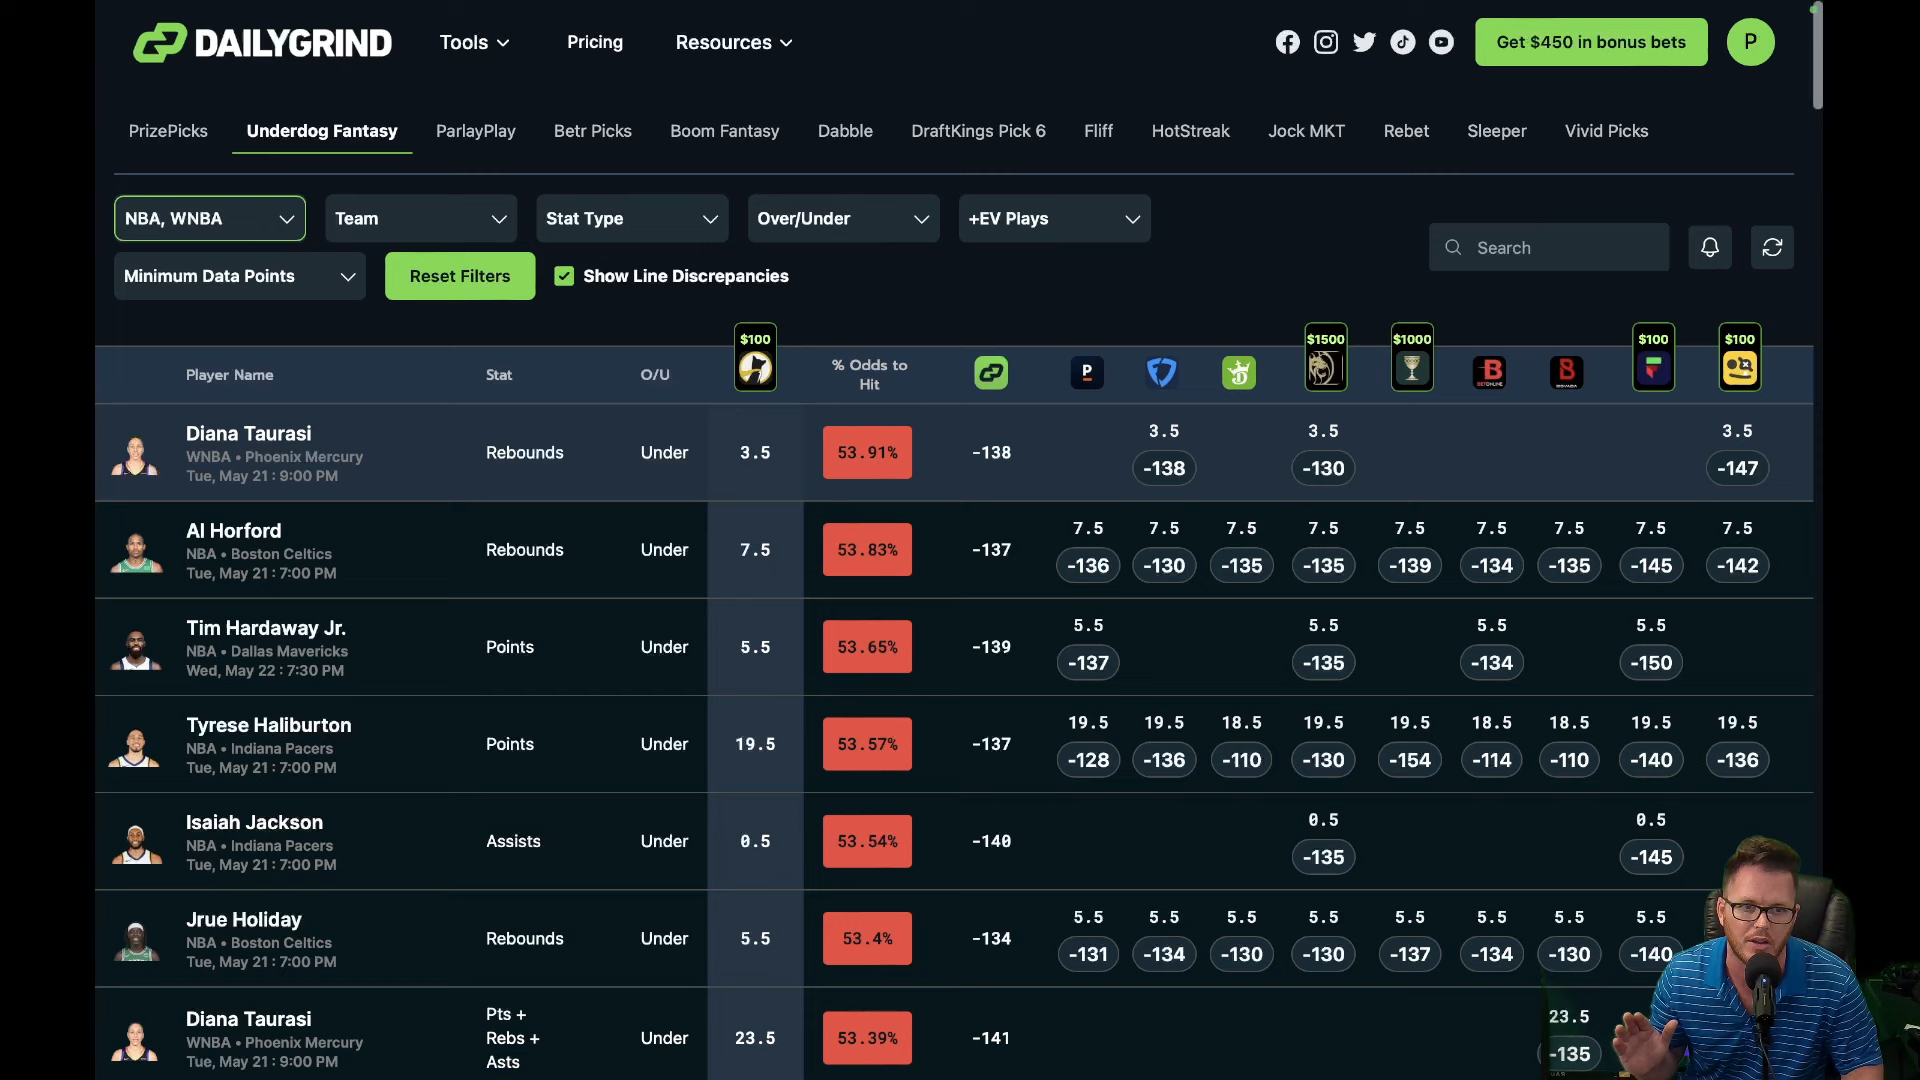 DAILYGRIND
Tools
Pricing
Resources
Get $450 in bonus bets
P
PrizePicks
Underdog Fantasy
ParlayPlay
Betr Picks
Boom Fantasy
Dabble
DraftKings Pick 6
Fliff
HotStreak
Jock MKT
Rebet
Sleeper
Vivid Picks
NBA, WNBA
Team
Stat Type
Over/Under
+EV Plays
Search
Minimum Data Points
Reset Filters
Show Line Discrepancies
$100
$1500
$1000
$100
$100
Player Name
Stat
O/U
% Odds to
Hit
P
B
BETONLINE
B
BOVADA
Diana Taurasi
WNBA • Phoenix Mercury
Tue, May 21 : 9:00 PM
Rebounds
Under
3.5
53.91%
-138
3.5
-138
3.5
-130
3.5
-147
Al Horford
NBA • Boston Celtics
Tue, May 21 : 7:00 PM
Rebounds
Under
7.5
53.83%
-137
7.5
-136
7.5
-130
7.5
-135
7.5
-135
7.5
-139
7.5
-134
7.5
-135
7.5
-145
7.5
-142
Tim Hardaway Jr.
NBA • Dallas Mavericks
Wed, May 22 : 7:30 PM
Points
Under
5.5
53.65%
-139
5.5
-137
5.5
-135
5.5
-134
5.5
-150
Tyrese Haliburton
NBA • Indiana Pacers
Tue, May 21 : 7:00 PM
Points
Under
19.5
53.57%
-137
19.5
-128
19.5
-136
18.5
-110
19.5
-130
19.5
-154
18.5
-114
18.5
-110
19.5
-140
19.5
-136
Isaiah Jackson
NBA • Indiana Pacers
Tue, May 21 : 7:00 PM
Assists
Under
0.5
53.54%
-140
0.5
-135
0.5
-145
Jrue Holiday
NBA • Boston Celtics
Tue, May 21 : 7:00 PM
Rebounds
Under
5.5
53.4%
-134
5.5
-131
5.5
-134
5.5
-130
5.5
-130
5.5
-137
5.5
-134
5.5
-130
5.5
-140
Diana Taurasi
WNBA • Phoenix Mercury
Tue, May 21 : 9:00 PM
Pts +
Rebs +
Asts
Under
23.5
53.39%
-141
23.5
-135